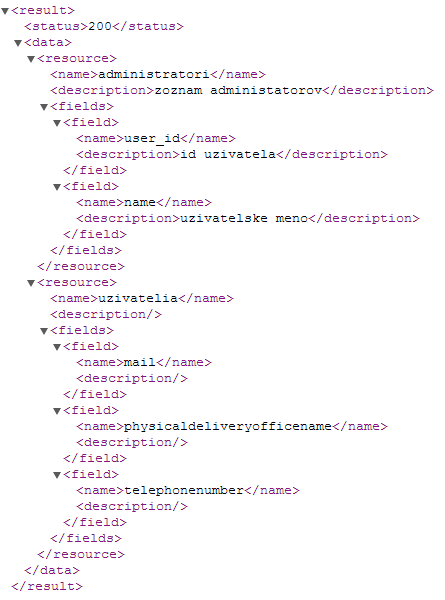 <result>
<status>200</status>
<data>
<resource>
<name>administratori</name>
<description>zoznam administatorov</description>
<fields>
<field>
<name>user_id</name>
<description>id uzivatela</description>
</field>
<field>
<name>name</name>
<description>uzivatelske meno</description>
</field>
</fields>
</resource>
<resource>
<name>uzivatelia</name>
<description/>
<fields>
<field>
<name>mail</name>
<description/>
</field>
<field>
<name>physicaldeliveryofficename</name>
<description/>
</field>
<field>
<name>telephonenumber</name>
<description/>
</field>
</fields>
</resource>
</data>
</result>